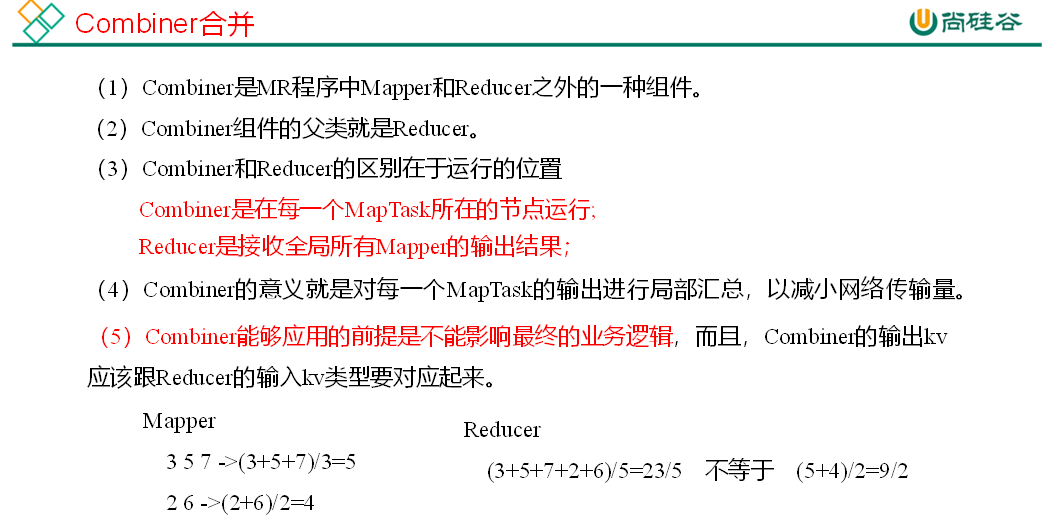 Combiner合并
尚硅谷
（1）Combiner是MR程序中Mapper和Reducer之外的一种组件。
（2）Combiner组件的父类就是Reducer。
（3）Combiner和Reducer的区别在于运行的位置
Combiner是在每一个MapTask所在的节点运行;
Reducer是接收全局所有Mapper的输出结果；
（4）Combiner的意义就是对每一个MapTask的输出进行局部汇总，以减小网络传输量。
（5）Combiner能够应用的前提是不能影响最终的业务逻辑，而且，Combiner的输出kv
应该跟Reducer的输入kv类型要对应起来。
Mapper
3 5 7 ->(3+5+7)/3=5
2 6 ->(2+6)/2=4
Reducer
(3+5+7+2+6)/5=23/5 不等于 (5+4)/2=9/2